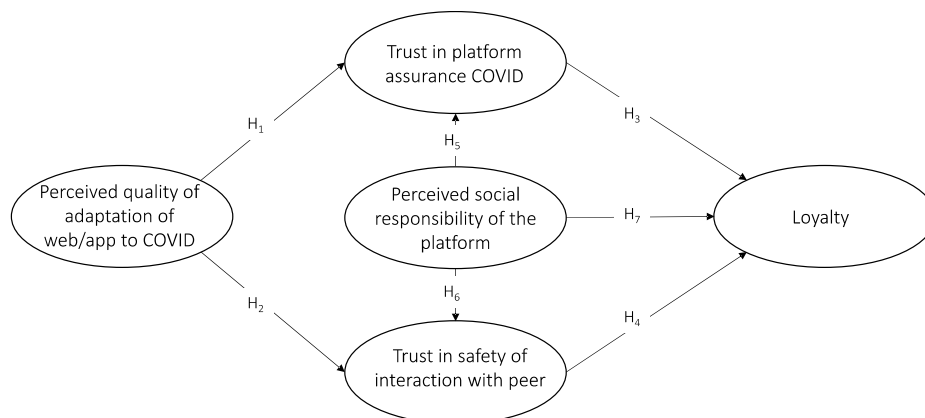 Trust in platform
assurance COVID
H₁
H₃
H₅
Perceived quality of
adaptation of
web/app to COVID
Perceived social
responsibility of the
platform
H₇
Loyalty
H₂
H₆
H₄
Trust in safety of
interaction with peer